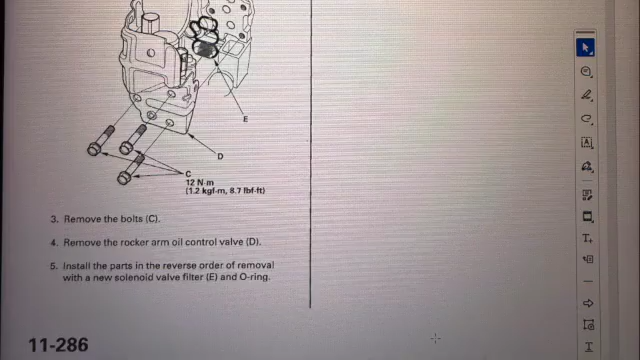 E
D
C
12 N·m
(1.2 kgf·m, 8.7 lbf·ft)
3. Remove the bolts (C).
4. Remove the rocker arm oil control valve (D).
5. Install the parts in the reverse order of removal
with a new solenoid valve filter (E) and O-ring.
11-286